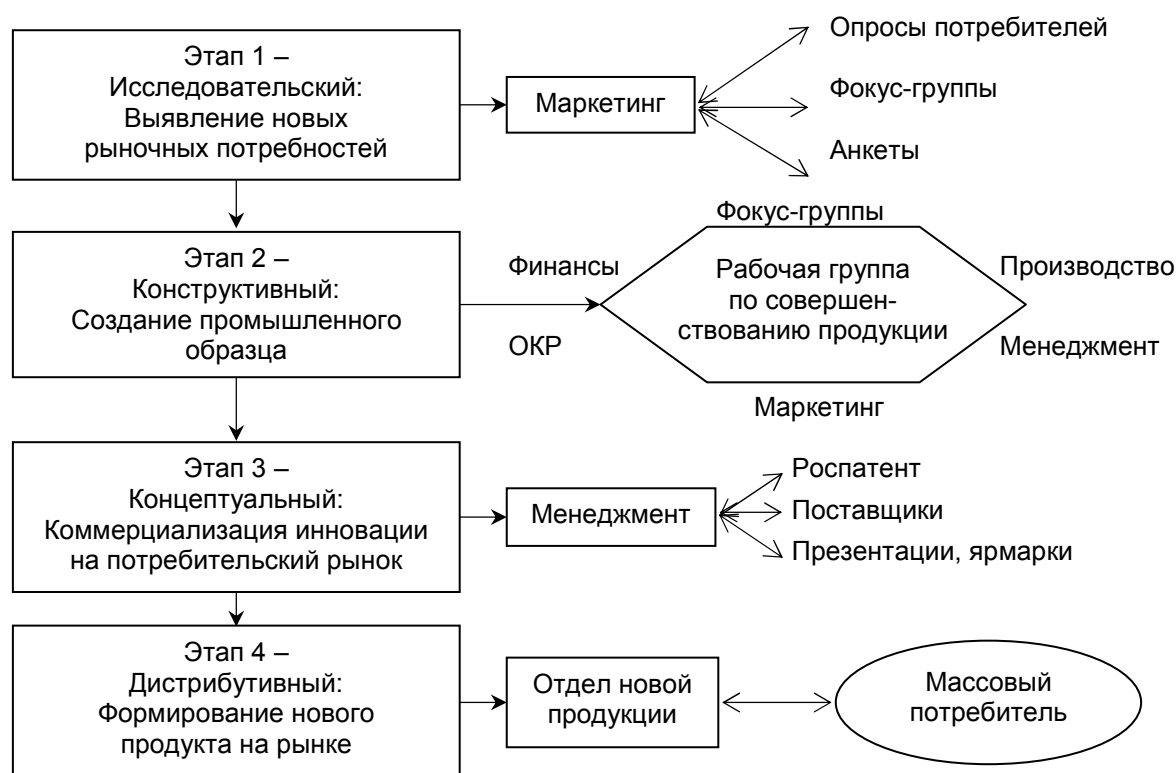 Этап 1 –
Исследовательский:
Выявление новых
рыночных потребностей
Маркетинг
Опросы потребителей
Фокус-группы
Анкеты
Этап 2 –
Конструктивный:
Создание промышленного
образца
Финансы
ОКР
Фокус-группы
Рабочая группа
по совершен-
ствованию продукции
Производство
Менеджмент
Маркетинг
Этап 3 –
Концептуальный:
Коммерциализация инновации
на потребительский рынок
Менеджмент
Роспатент
Поставщики
Презентации, ярмарки
Этап 4 –
Дистрибутивный:
Формирование нового
продукта на рынке
Отдел новой
продукции
Массовый
потребитель